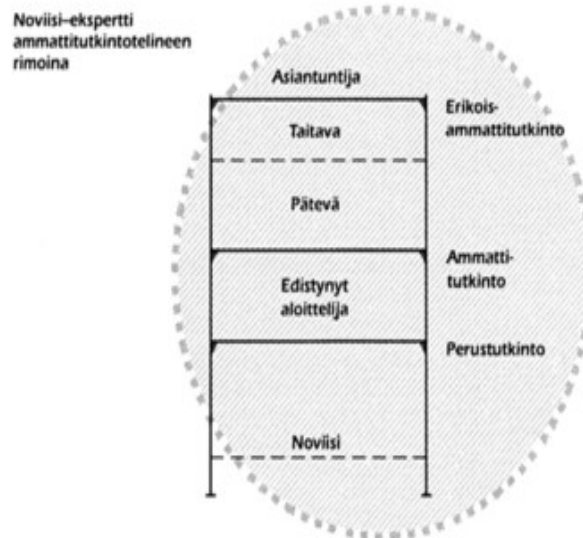 Noviisi–ekspertti
ammattitutkintotelineen
rimoina
Asiantuntija
Erikois-
ammattitutkinto
Taitava
Pätevä
Ammatti-
tutkinto
Edistynyt
aloittelija
Perustutkinto
Noviisi